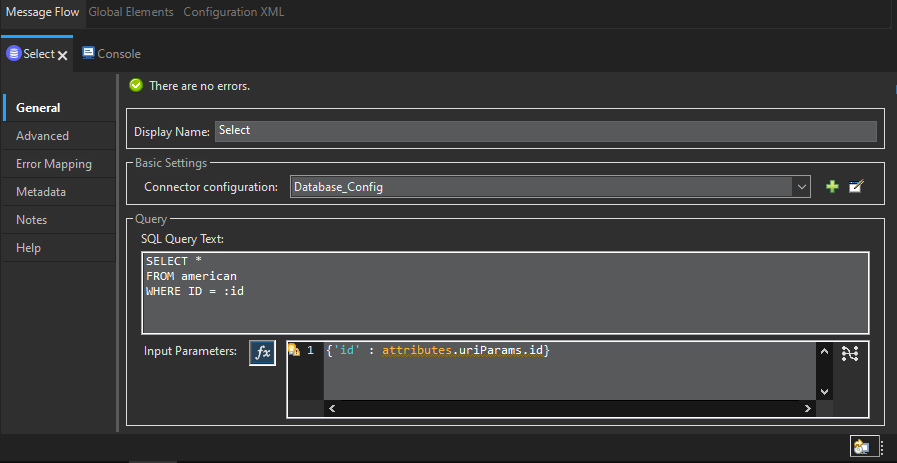 Message Flow Global Elements Configuration XML
Select Console
There are no errors.
General
Advanced
Error Mapping
Metadata
Notes
Help
Display Name: Select
Basic Settings
Connector configuration: Database_Config
Query
SQL Query Text:
SELECT *
FROM american
WHERE ID = :id
Input Parameters: fx 1 {'id' : attributes.uriParams.id}